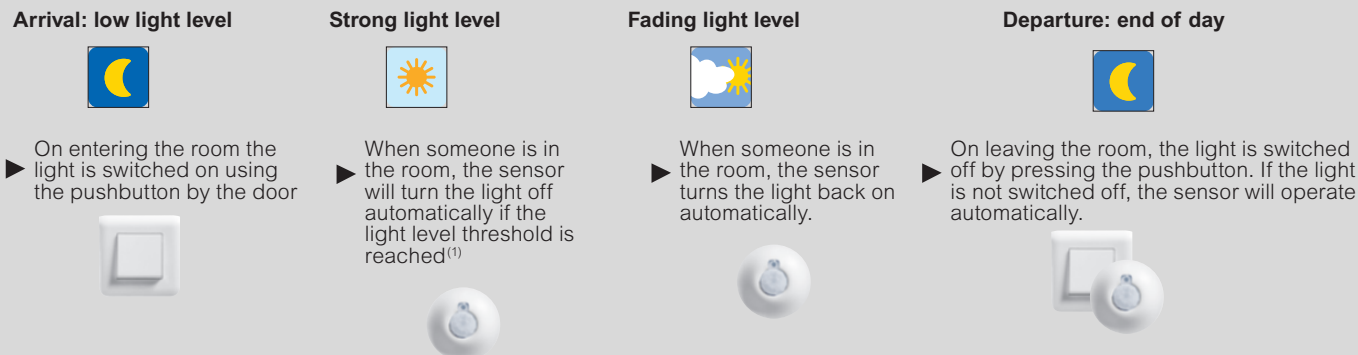 Arrival: low light level
On entering the room the
light is switched on using
the pushbutton by the door
Strong light level
When someone is in
the room, the sensor
will turn the light off
automatically if the
light level threshold is
reached(1)
Fading light level
When someone is in
the room, the sensor
turns the light back on
automatically.
Departure: end of day
On leaving the room, the light is switched
off by pressing the pushbutton. If the light
is not switched off, the sensor will operate
automatically.